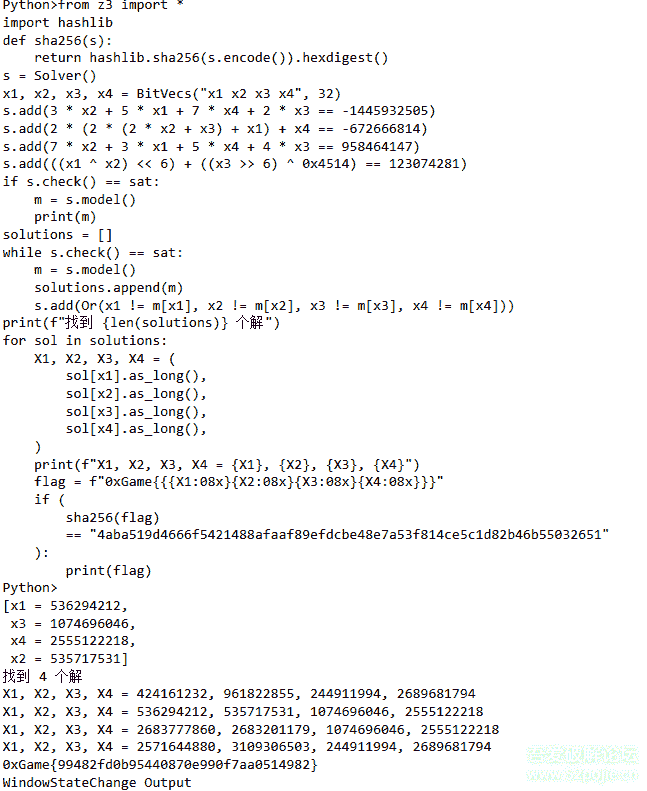 Python>from z3 import *
import hashlib
def sha256(s):
    return hashlib.sha256(s.encode()).hexdigest()
s = Solver()
x1, x2, x3, x4 = BitVecs("x1 x2 x3 x4", 32)
s.add(3 * x2 + 5 * x1 + 7 * x4 + 2 * x3 == -1445932505)
s.add(2 * (2 * (2 * x2 + x3) + x1) + x4 == -672666814)
s.add(7 * x2 + 3 * x1 + 5 * x4 + 4 * x3 == 958464147)
s.add(((x1 ^ x2) << 6) + ((x3 >> 6) ^ 0x4514) == 123074281)
if s.check() == sat:
    m = s.model()
    print(m)
solutions = []
while s.check() == sat:
    m = s.model()
    solutions.append(m)
    s.add(Or(x1 != m[x1], x2 != m[x2], x3 != m[x3], x4 != m[x4]))
print(f"找到 {len(solutions)} 个解")
for sol in solutions:
    X1, X2, X3, X4 = (
        sol[x1].as_long(),
        sol[x2].as_long(),
        sol[x3].as_long(),
        sol[x4].as_long(),
    )
    print(f"X1, X2, X3, X4 = {X1}, {X2}, {X3}, {X4}")
    flag = f"0xGame{{{X1:08x}{X2:08x}{X3:08x}{X4:08x}}}"
    if (
        sha256(flag)
        == "4aba519d4666f5421488afaaf89efdcbe48e7a53f814ce5c1d82b46b55032651"
    ):
        print(flag)
Python>
[x1 = 536294212,
 x3 = 1074696046,
 x4 = 2555122218,
 x2 = 535717531]
找到 4 个解
X1, X2, X3, X4 = 424161232, 961822855, 244911994, 2689681794
X1, X2, X3, X4 = 536294212, 535717531, 1074696046, 2555122218
X1, X2, X3, X4 = 2683777860, 2683201179, 1074696046, 2555122218
X1, X2, X3, X4 = 2571644880, 3109306503, 244911994, 2689681794
0xGame{99482fd0b95440870e990f7aa0514982}
吾爱破解论坛
WindowStateChange Output
www.52pojie.cn